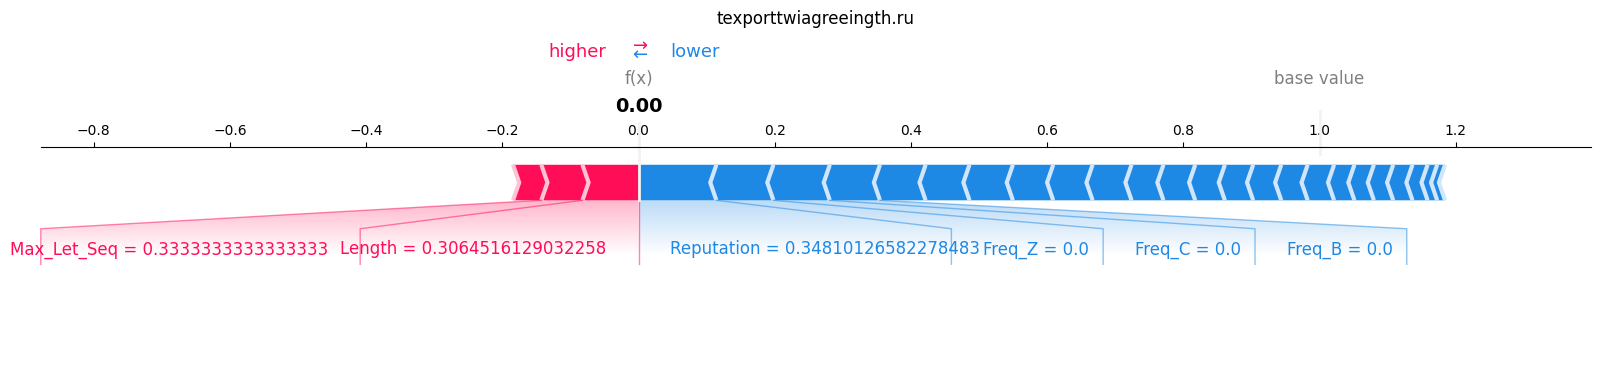 texporttwiagreeingth.ru
higher ⇄ lower
f(x) base value
0.00
−0.8 −0.6 −0.4 −0.2 0.0 0.2 0.4 0.6 0.8 1.0 1.2
Max_Let_Seq = 0.3333333333333333 Length = 0.3064516129032258 Reputation = 0.34810126582278483 Freq_Z = 0.0 Freq_C = 0.0 Freq_B = 0.0